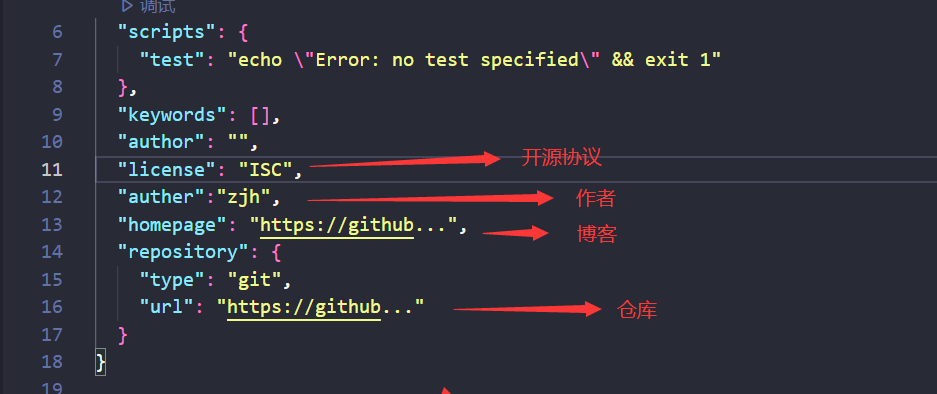 调试
6 "scripts": {
7 "test": "echo \"Error: no test specified\" && exit 1"
8 },
9 "keywords": [],
10 "author": "",
11 "license": "ISC", 开源协议
12 "auther":"zjh", 作者
13 "homepage": "https://github...", 博客
14 "repository": {
15 "type": "git",
16 "url": "https://github..." 仓库
17 }
18 }
19